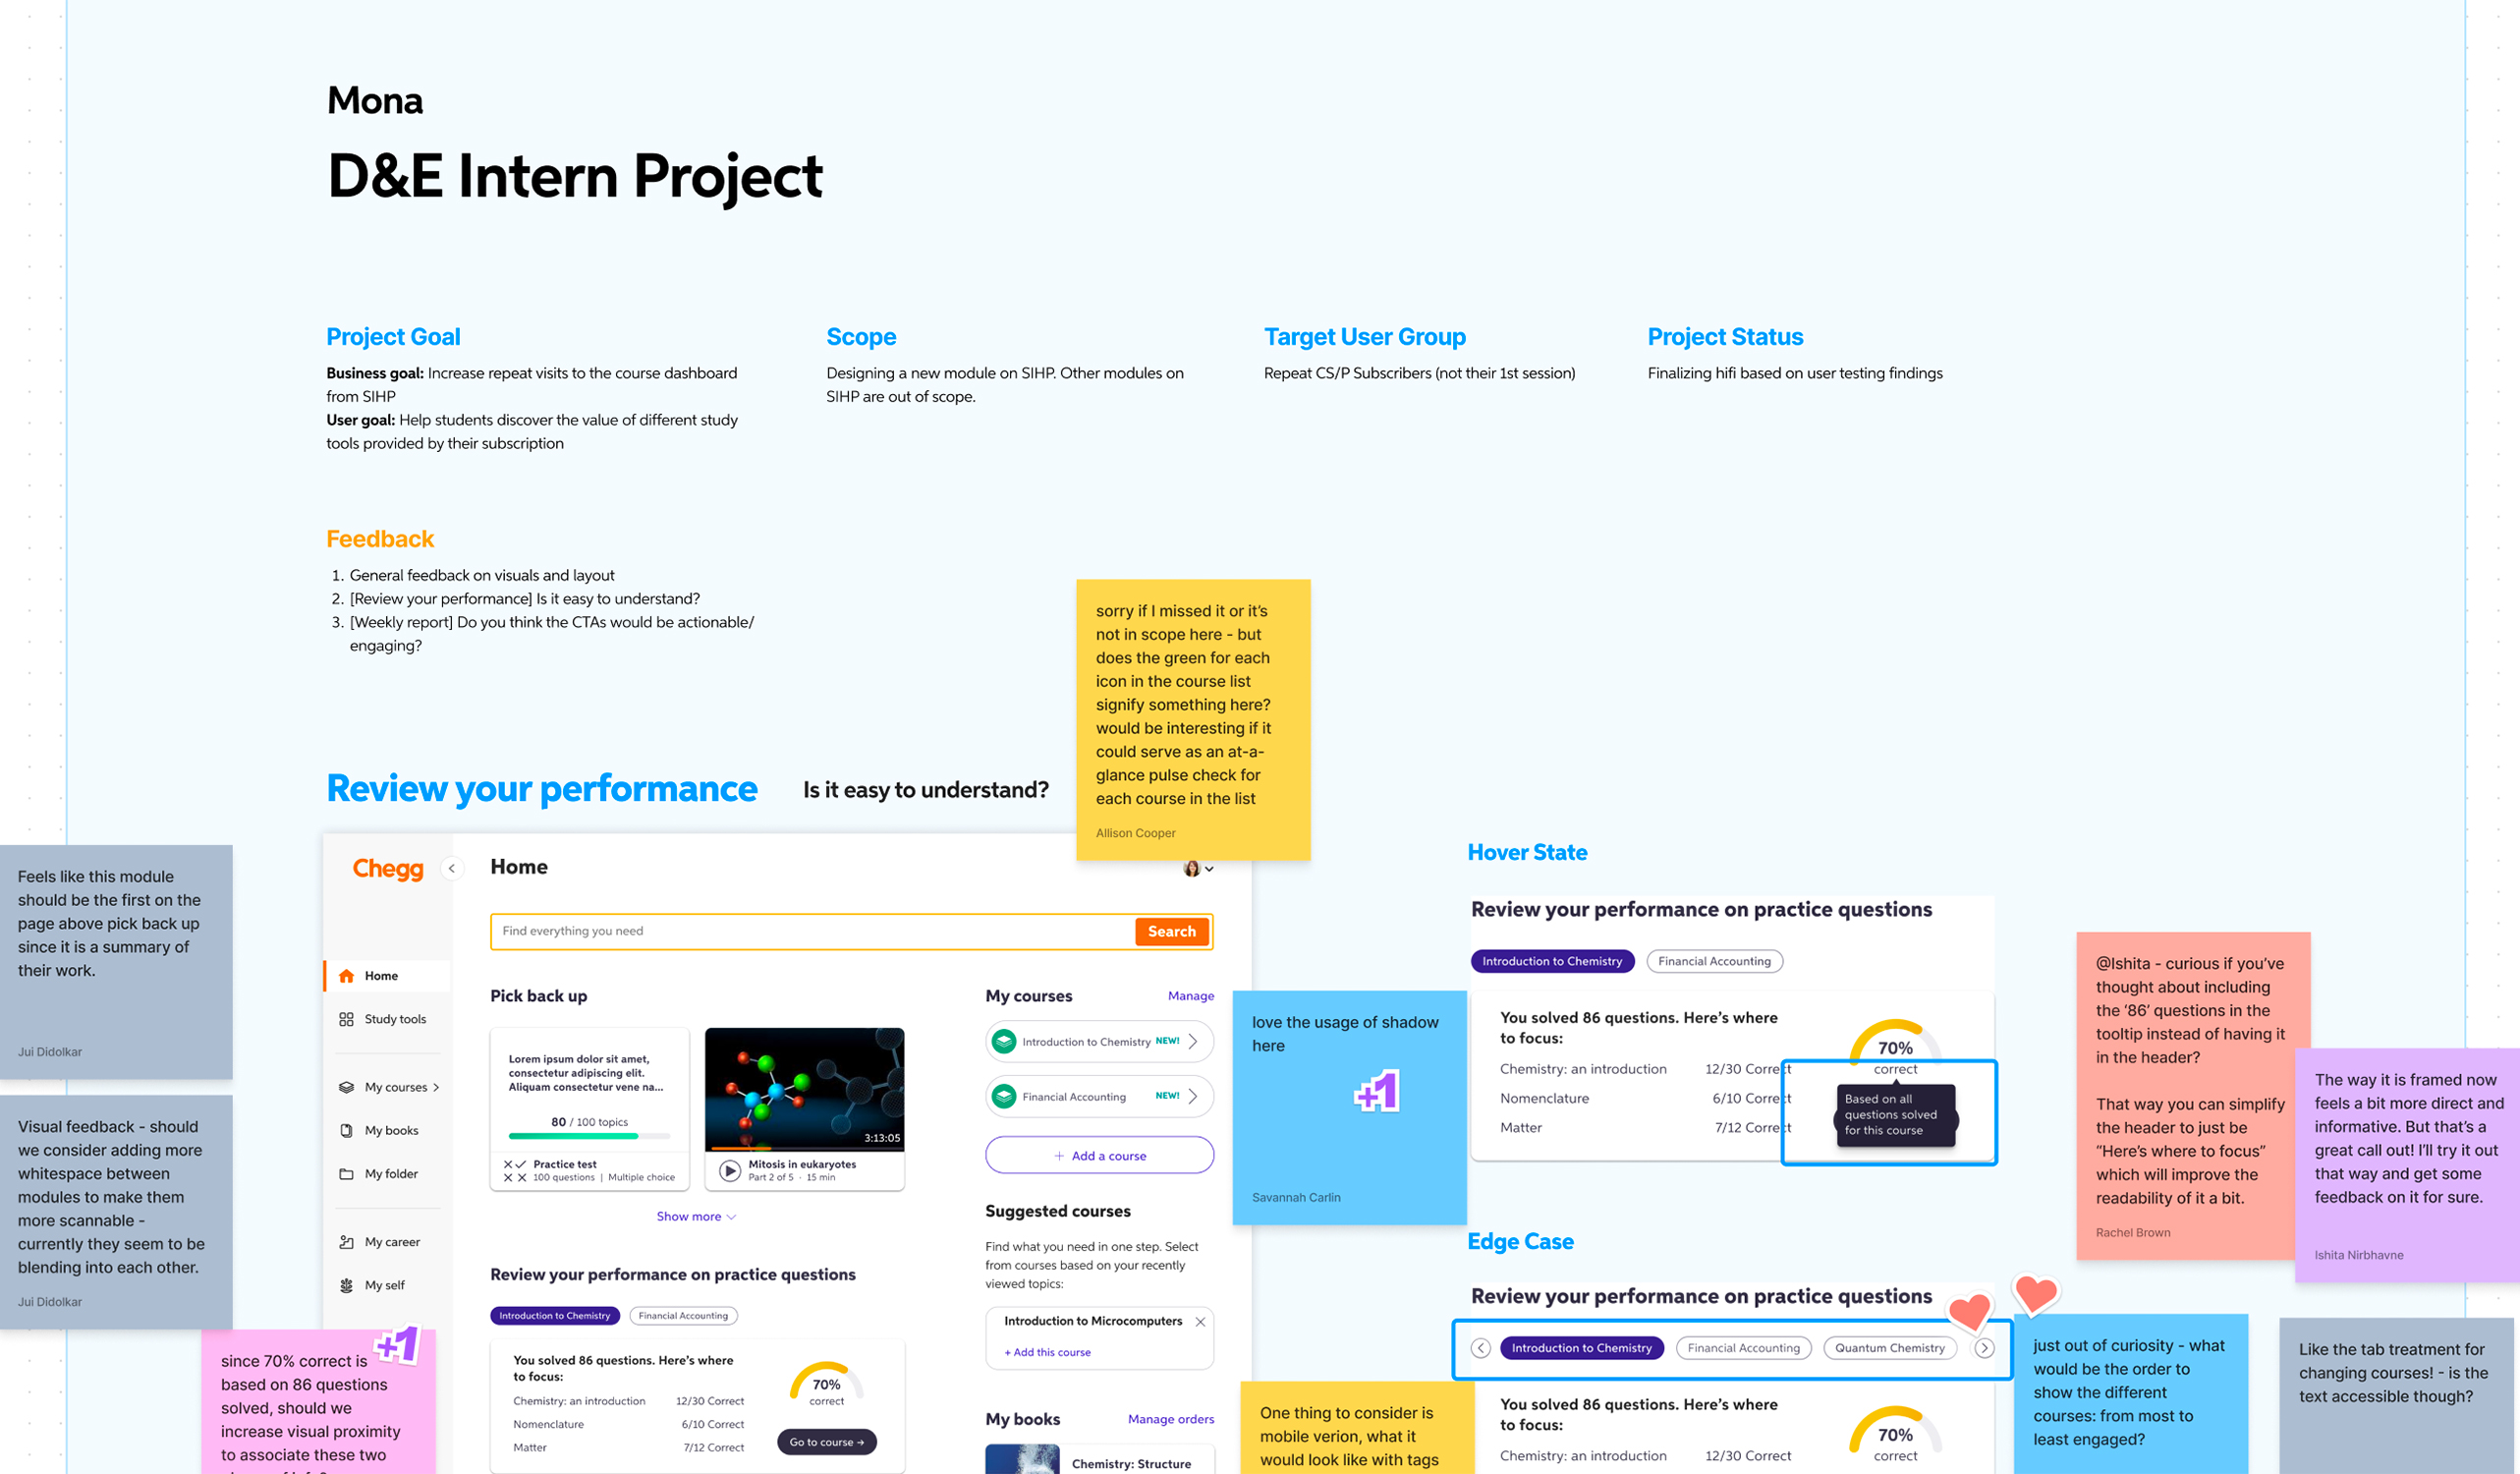 Mona
D&E Intern Project
Project Goal
Business goal: Increase repeat visits to the course dashboard
from SIHP
User goal: Help students discover the value of different study
tools provided by their subscription
Scope
Designing a new module on SIHP. Other modules on
SIHP are out of scope.
Target User Group
Repeat CS/P Subscribers (not their 1st session)
Project Status
Finalizing hifi based on user testing findings
Feedback
1. General feedback on visuals and layout
2. [Review your performance] Is it easy to understand?
3. [Weekly report] Do you think the CTAs would be actionable/
engaging?
sorry if I missed it or it's
not in scope here - but
does the green for each
icon in the course list
signify something here?
would be interesting if it
could serve as an at-a-
glance pulse check for
each course in the list
Allison Cooper
Review your performance
Is it easy to understand?
Feels like this module
should be the first on the
page above pick back up
since it is a summary of
their work.
Jui Didolkar
Visual feedback - should
we consider adding more
whitespace between
modules to make them
more scannable -
currently they seem to be
blending into each other.
Jui Didolkar
+1
since 70% correct is
based on 86 questions
solved, should we
increase visual proximity
to associate these two
Chegg
Home
Study tools
My courses
My books
My folder
My career
My self
Home
Find everything you need
Search
Pick back up
Lorem ipsum dolor sit amet,
consectetur adipiscing elit.
Aliquam consectetur vene na...
80 / 100 topics
Practice test
100 questions | Multiple choice
3:13:05
Mitosis in eukaryotes
Part 2 of 5 · 15 min
Show more
Review your performance on practice questions
Introduction to Chemistry
Financial Accounting
You solved 86 questions. Here's where
to focus:
Chemistry: an introduction 12/30 Correct
Nomenclature 6/10 Correct
Matter 7/12 Correct
70%
correct
Go to course →
My courses
Manage
Introduction to Chemistry NEW!
Financial Accounting NEW!
+ Add a course
Suggested courses
Find what you need in one step. Select
from courses based on your recently
viewed topics:
Introduction to Microcomputers
+ Add this course
My books
Manage orders
Chemistry: Structure
love the usage of shadow
here
+1
Savannah Carlin
One thing to consider is
mobile verion, what it
would look like with tags
Hover State
Review your performance on practice questions
Introduction to Chemistry
Financial Accounting
You solved 86 questions. Here's where
to focus:
Chemistry: an introduction 12/30 Correct
Nomenclature 6/10 Correct
Matter 7/12 Correct
70%
correct
Based on all
questions solved
for this course
@Ishita - curious if you've
thought about including
the '86' questions in the
tooltip instead of having it
in the header?
That way you can simplify
the header to just be
"Here's where to focus"
which will improve the
readability of it a bit.
Rachel Brown
The way it is framed now
feels a bit more direct and
informative. But that's a
great call out! I'll try it out
that way and get some
feedback on it for sure.
Ishita Nirbhavne
Edge Case
Review your performance on practice questions
Introduction to Chemistry
Financial Accounting
Quantum Chemistry
You solved 86 questions. Here's where
to focus:
Chemistry: an introduction 12/30 Correct
70%
correct
just out of curiosity - what
would be the order to
show the different
courses: from most to
least engaged?
Like the tab treatment for
changing courses! - is the
text accessible though?